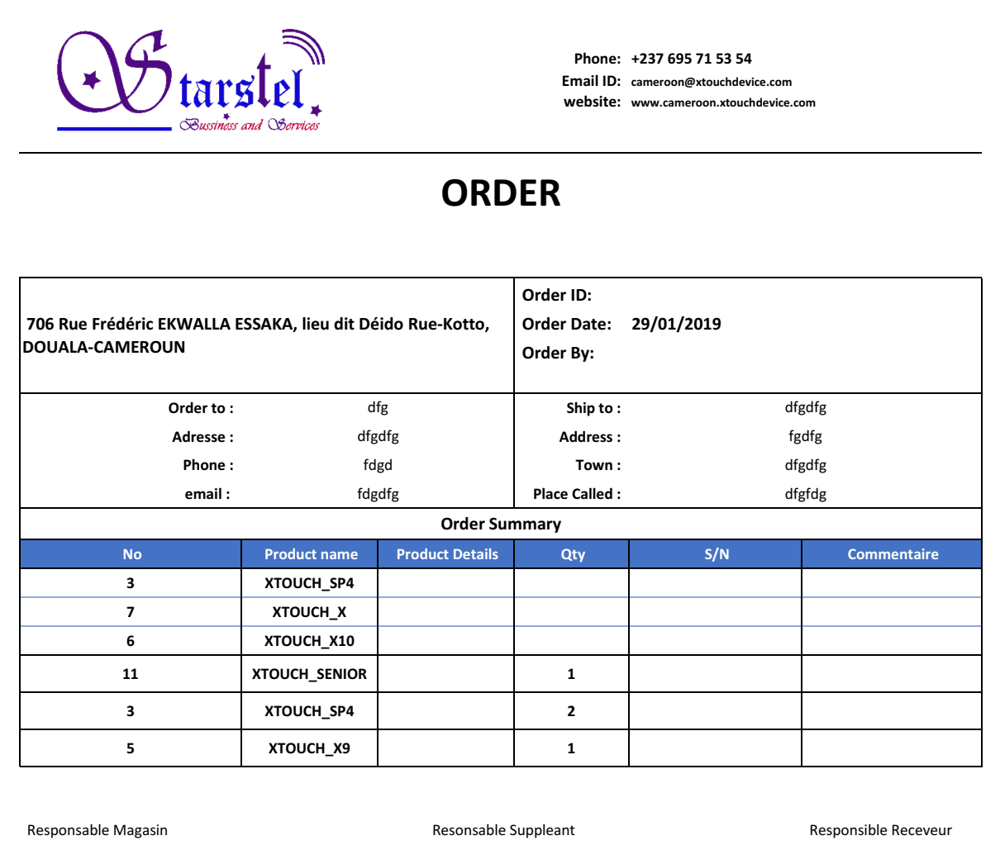 Starstel
Bussiness and Services
Phone: +237 695 71 53 54
Email ID: cameroon@xtouchdevice.com
website: www.cameroon.xtouchdevice.com
ORDER
706 Rue Frédéric EKWALLA ESSAKA, lieu dit Déido Rue-Kotto,
DOUALA-CAMEROUN
Order ID:
Order Date: 29/01/2019
Order By:
Order to : dfg Ship to : dfgdfg
Adresse : dfgdfg Address : fgdfg
Phone : fdgd Town : dfgdfg
email : fdgdfg Place Called : dfgfdg
Order Summary
No Product name Product Details Qty S/N Commentaire
3 XTOUCH_SP4
7 XTOUCH_X
6 XTOUCH_X10
11 XTOUCH_SENIOR 1
3 XTOUCH_SP4 2
5 XTOUCH_X9 1
Responsable Magasin Resonsable Suppleant Responsible Receveur